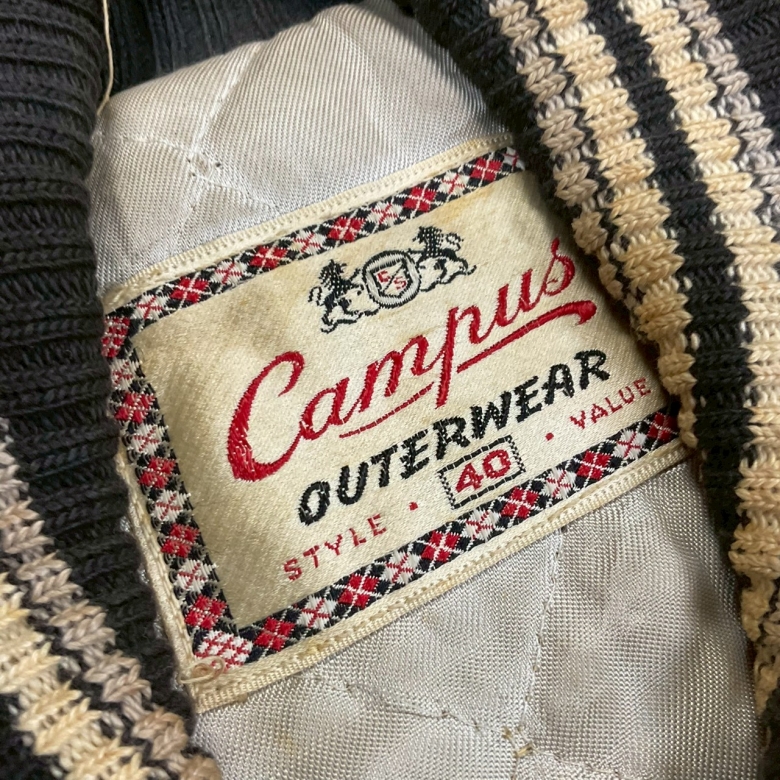 Campus
OUTERWEAR
STYLE · 40 · VALUE